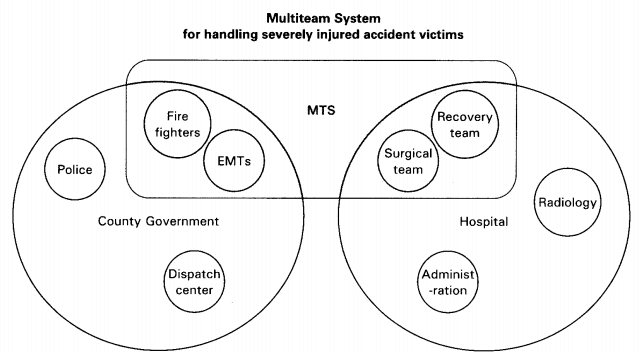 Multiteam System
for handling severely injured accident victims
MTS
Fire
fighters
EMTs
Police
County Government
Dispatch
center
Recovery
team
Surgical
team
Radiology
Hospital
Administ
-ration